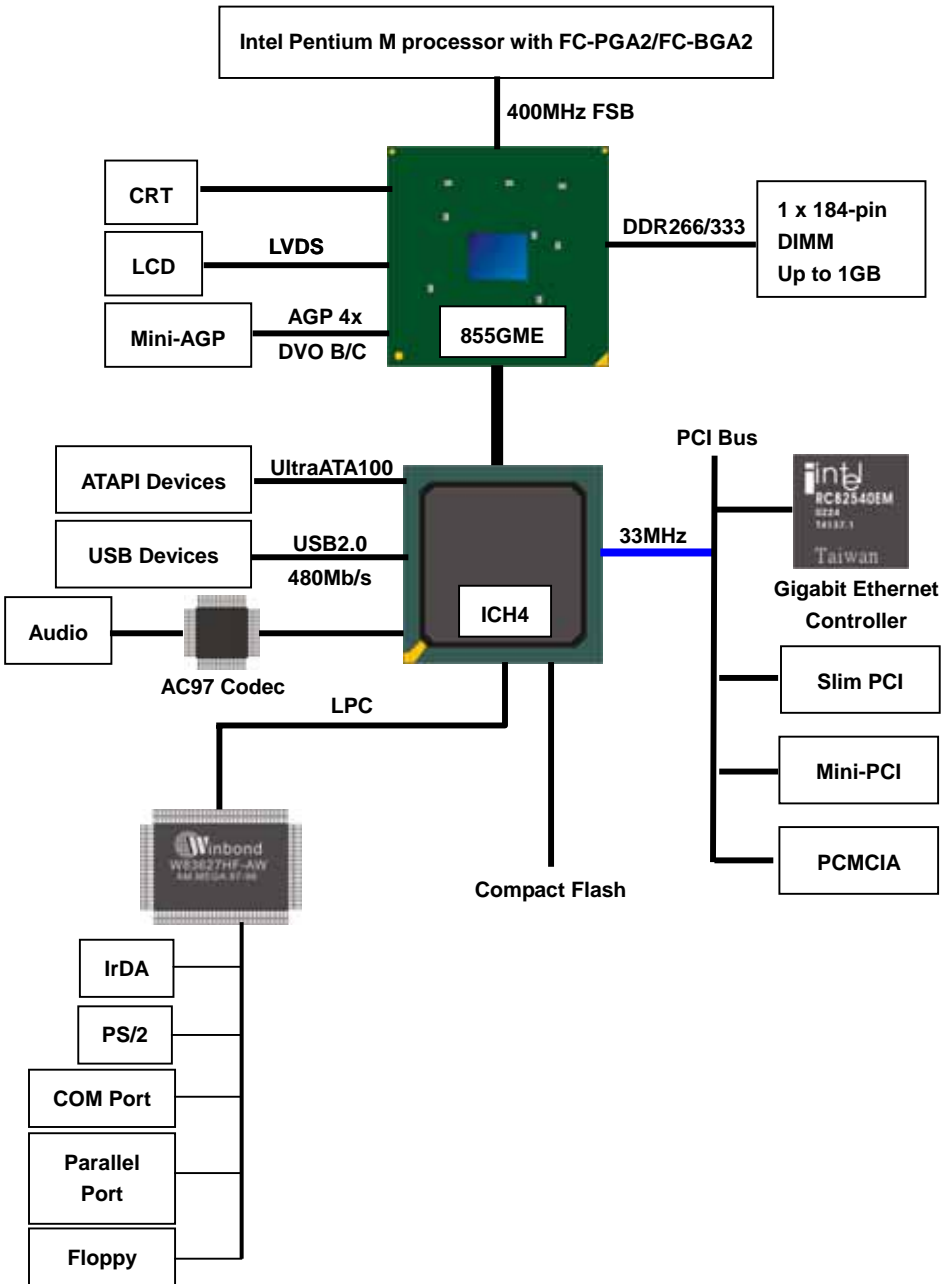 Intel Pentium M processor with FC-PGA2/FC-BGA2
400MHz FSB
CRT
LCD
LVDS
Mini-AGP
AGP 4x
DVO B/C
855GME
DDR266/333
1 x 184-pin
DIMM
Up to 1GB
PCI Bus
ATAPI Devices
UltraATA100
USB Devices
USB2.0
480Mb/s
Audio
AC97 Codec
ICH4
33MHz
intel
RC82540EM
Taiwan
Gigabit Ethernet
Controller
Slim PCI
Mini-PCI
PCMCIA
LPC
Winbond
W83627HF-AW
Compact Flash
IrDA
PS/2
COM Port
Parallel
Port
Floppy